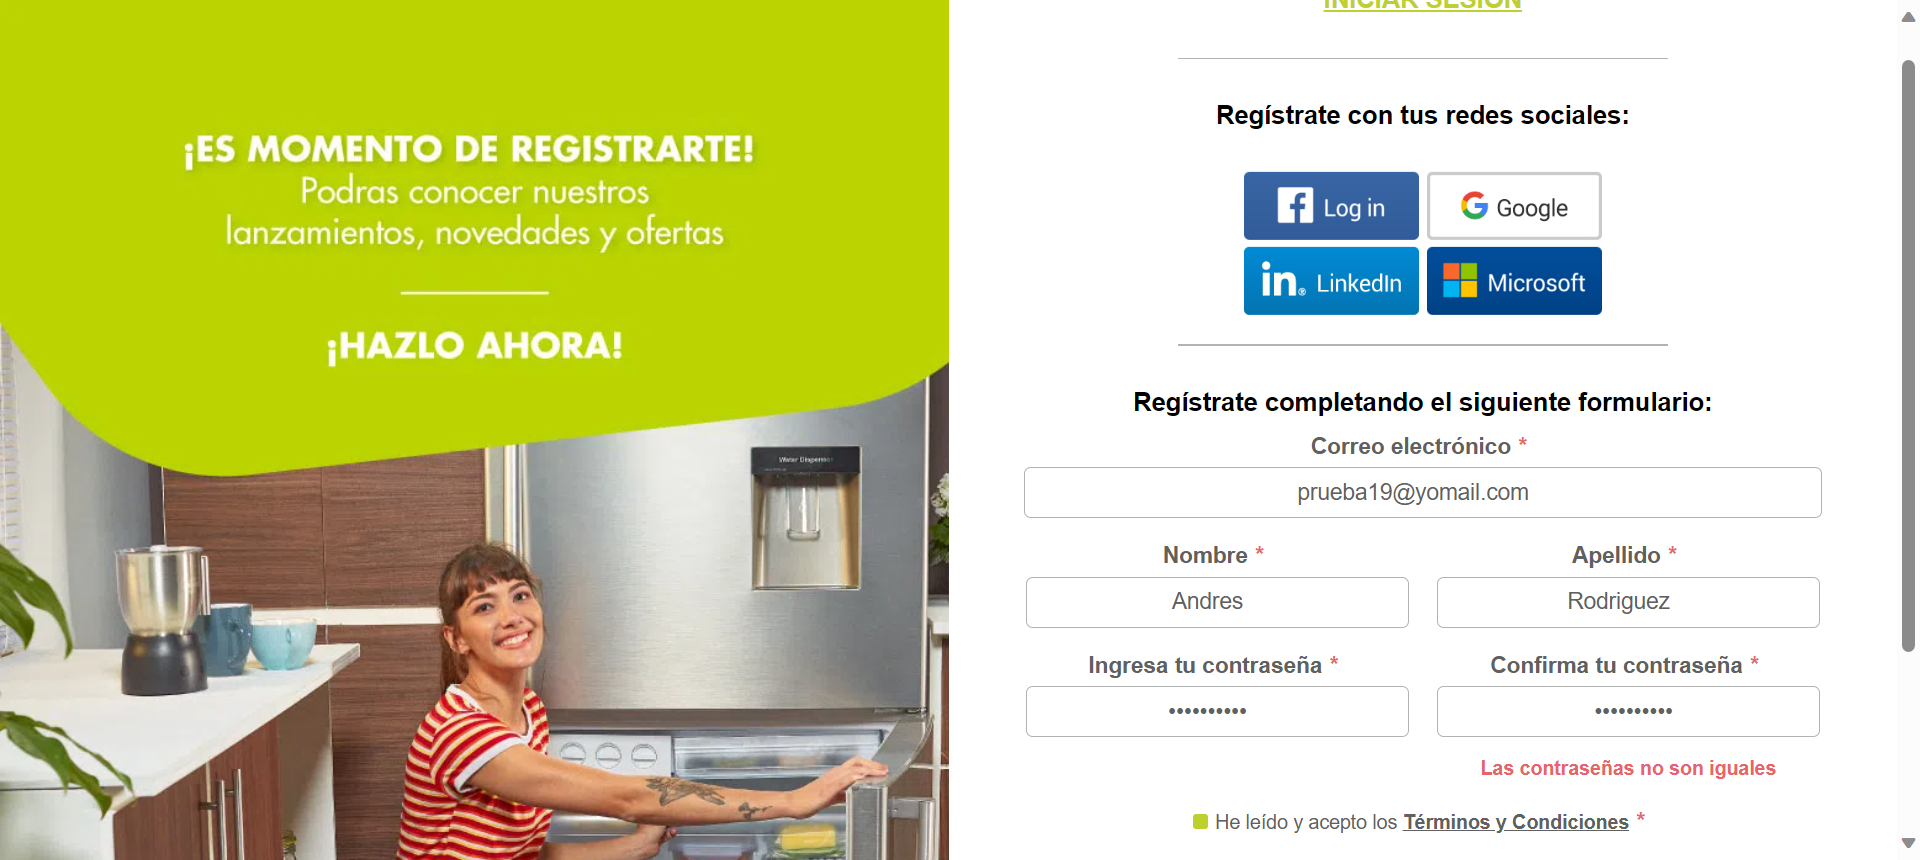 INICIAR SESIÓN
¡ES MOMENTO DE REGISTRARTE!
Podras conocer nuestros
lanzamientos, novedades y ofertas
¡HAZLO AHORA!
Water Dispenser
Regístrate con tus redes sociales:
Log in
Google
in® LinkedIn
Microsoft
Regístrate completando el siguiente formulario:
Correo electrónico *
prueba19@yomail.com
Nombre * Apellido *
Andres Rodriguez
Ingresa tu contraseña * Confirma tu contraseña *
•••••••••• ••••••••••
Las contraseñas no son iguales
He leído y acepto los Términos y Condiciones *